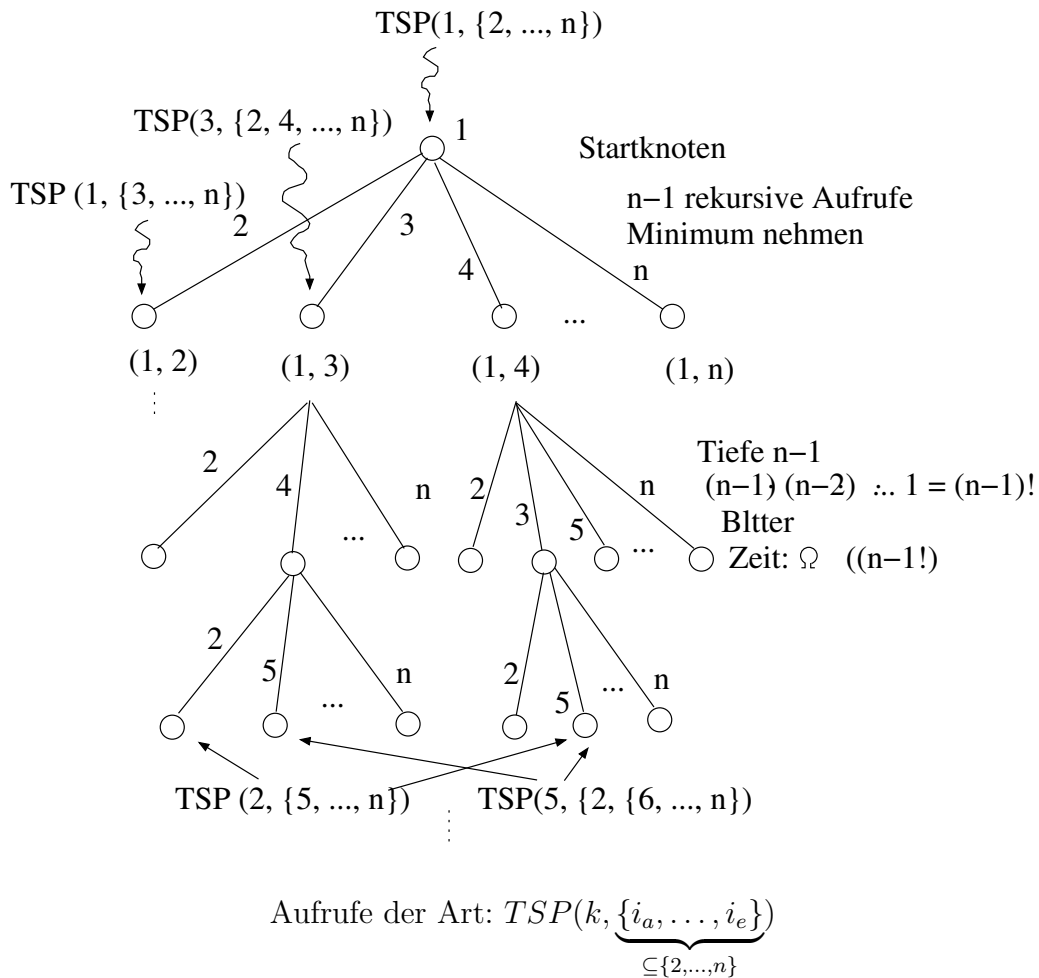 TSP(1, {2, ..., n})
TSP(3, {2, 4, ..., n})
1
Startknoten
TSP (1, {3, ..., n})
n−1 rekursive Aufrufe
2
3
Minimum nehmen
4
n
...
(1, 2)
(1, 3)
(1, 4)
(1, n)
Tiefe n−1
2
4
n
2
3
5
n
(n−1) (n−2) ... 1 = (n−1)!
Bltter
...
...
Zeit: Ω ((n−1!)
2
5
n
...
2
5
n
...
TSP (2, {5, ..., n})
TSP(5, {2, {6, ..., n})
Aufrufe der Art: TSP(k, {i_a, . . . , i_e})
⊆{2,...,n}